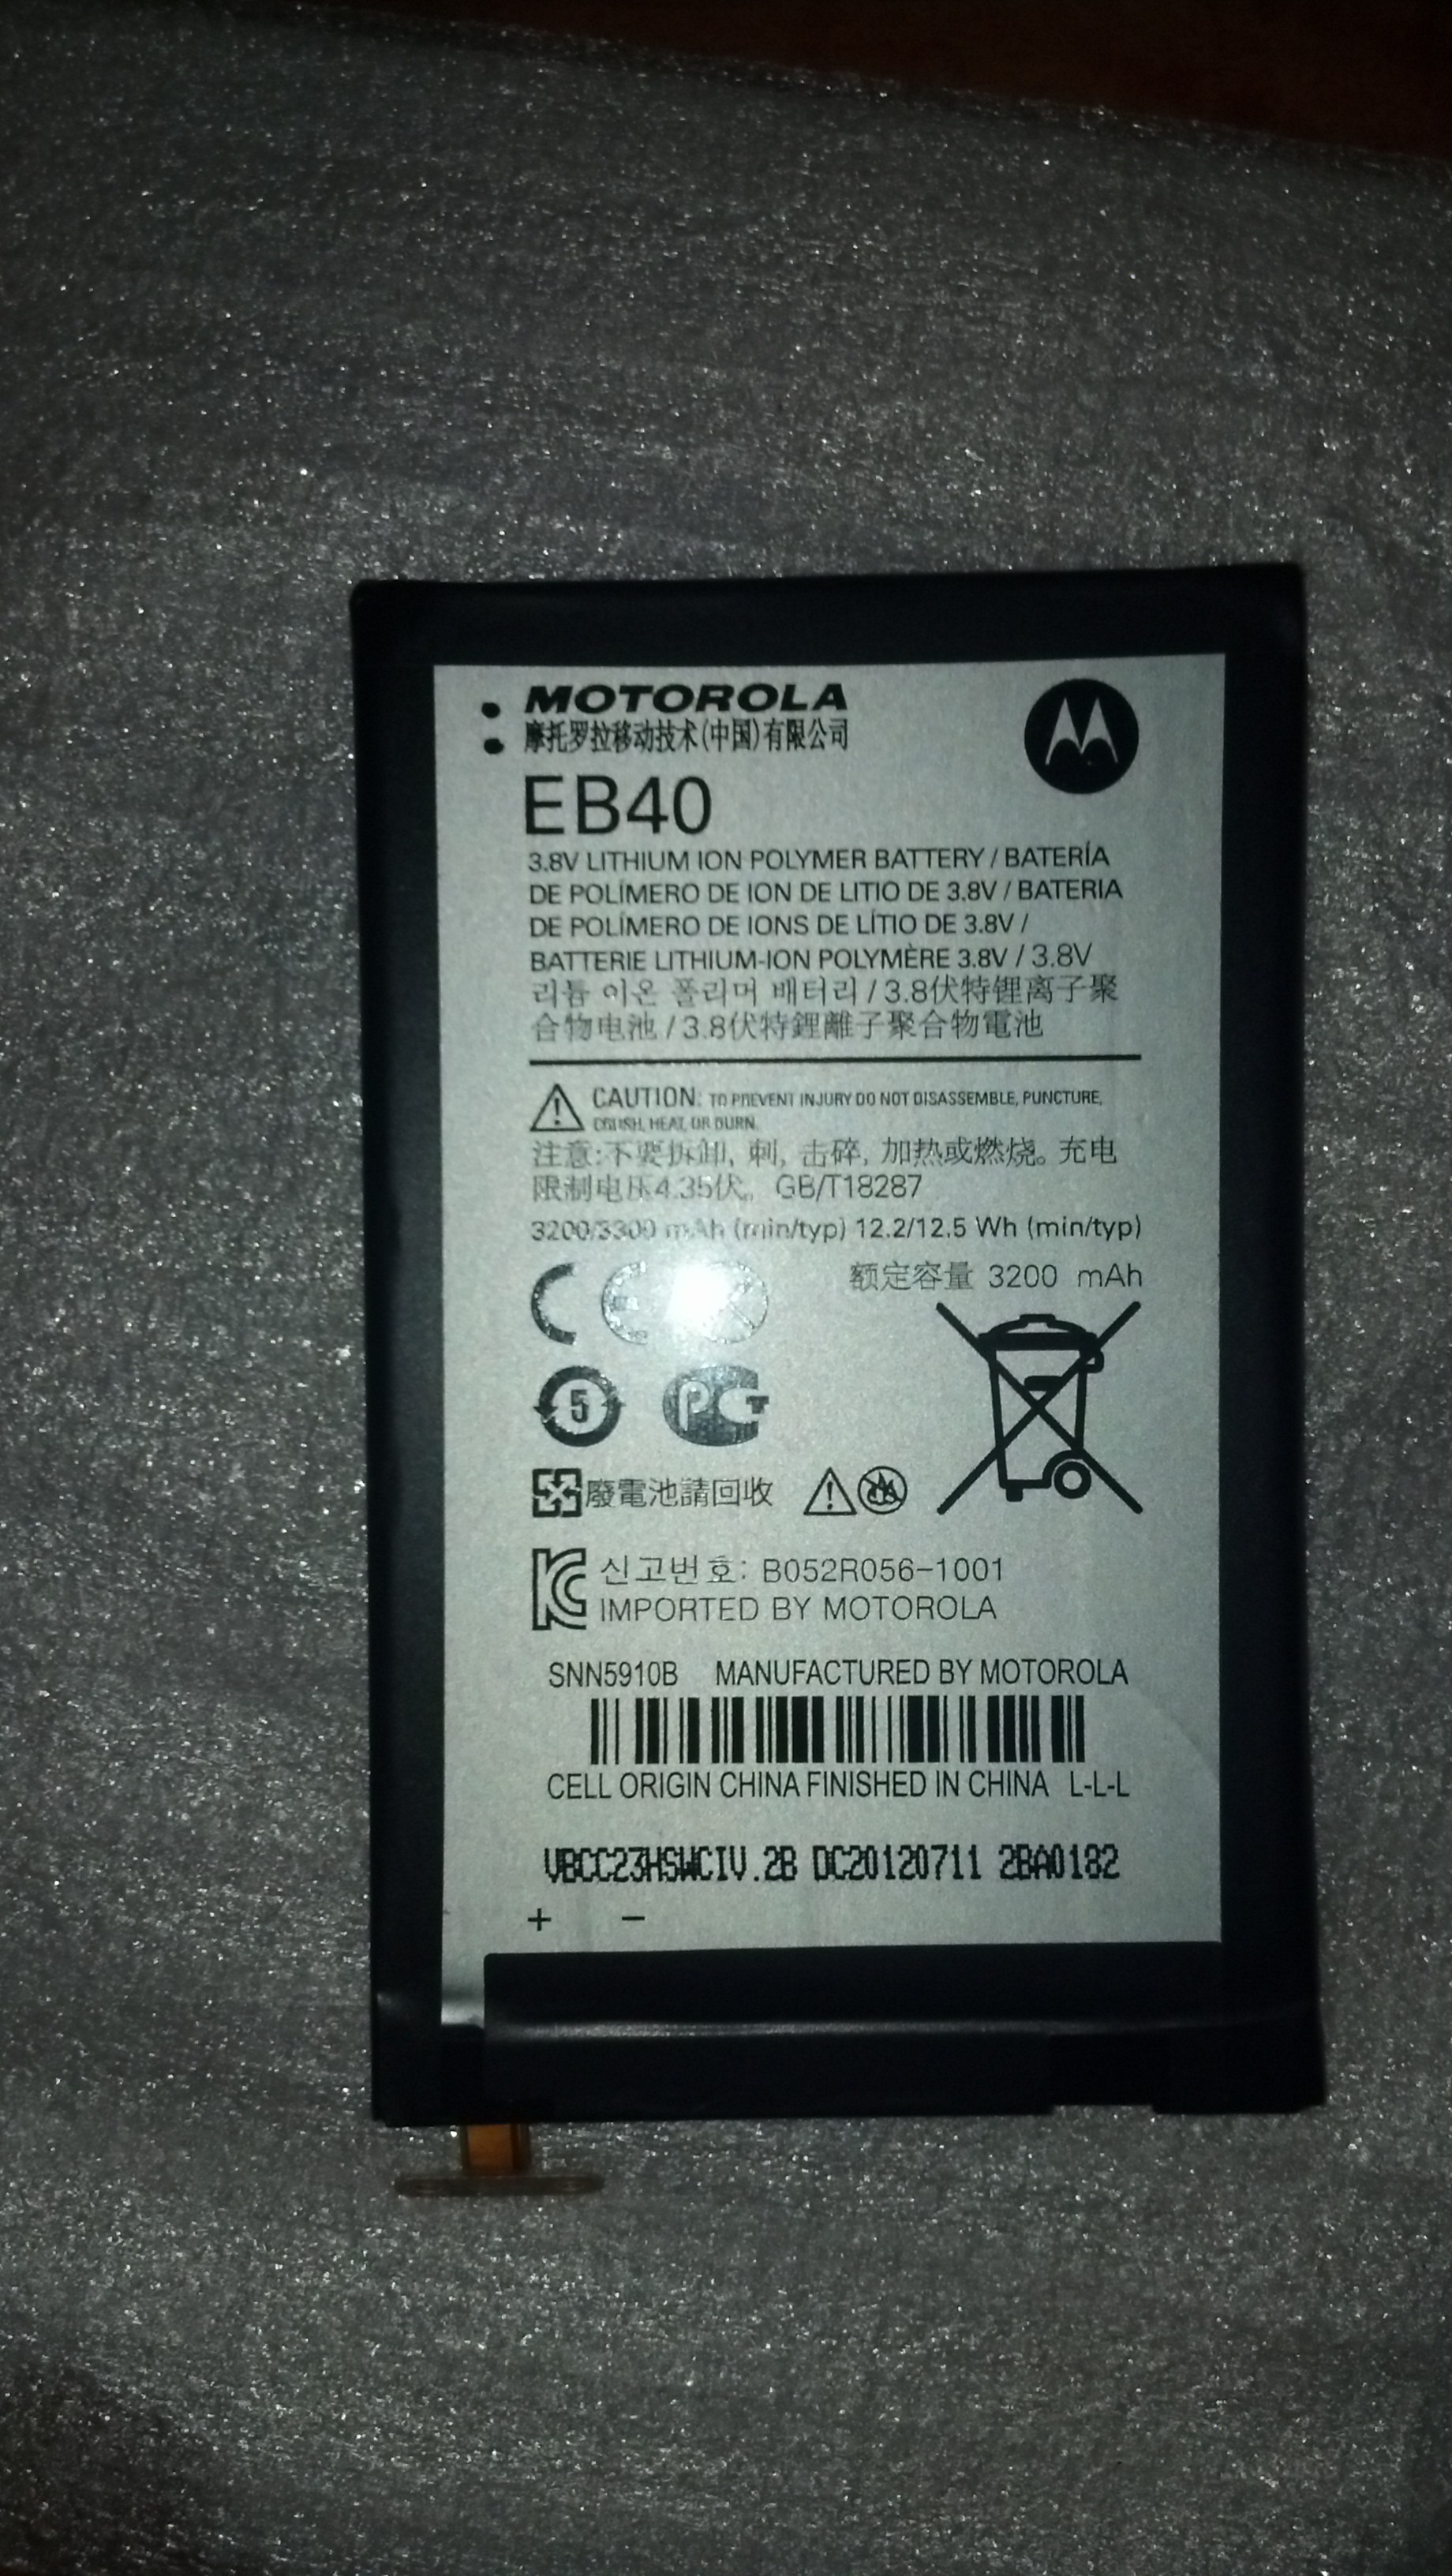 MOTOROLA
摩托罗拉移动技术(中国)有限公司
EB40
3.8V LITHIUM ION POLYMER BATTERY / BATERÍA
DE POLÍMERO DE ION DE LITIO DE 3.8V / BATERIA
DE POLÍMERO DE IONS DE LÍTIO DE 3.8V /
BATTERIE LITHIUM-ION POLYMÈRE 3.8V / 3.8V
리튬 이온 폴리머 배터리 / 3.8伏特锂离子聚
合物电池 / 3.8伏特鋰離子聚合物電池
CAUTION: TO PREVENT INJURY DO NOT DISASSEMBLE, PUNCTURE,
CRUSH, HEAT, OR BURN.
注意:不要拆卸, 刺, 击碎, 加热或燃烧。充电
限制电压4.35伏。 GB/T18287
3200/3300 mAh (min/typ) 12.2/12.5 Wh (min/typ)
CE 额定容量 3200 mAh
5 РСТ
廢電池請回收
신고번호: B052R056-1001
IMPORTED BY MOTOROLA
SNN5910B MANUFACTURED BY MOTOROLA
CELL ORIGIN CHINA FINISHED IN CHINA L-L-L
VBCC23HSWCIV.2B DC20120711 2BA0182
+ −